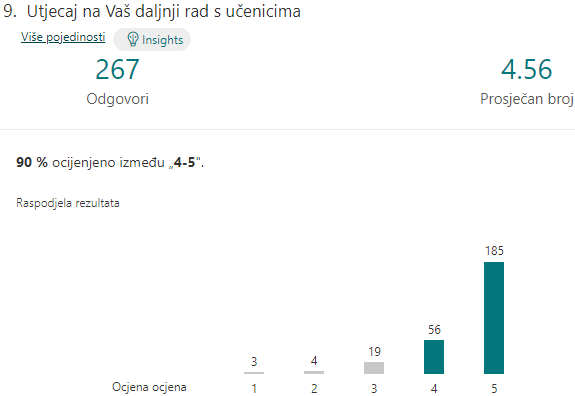 9. Utjecaj na Vaš daljnji rad s učenicima
Više pojedinosti
Insights
267
Odgovori
4.56
Prosječan broj
90 % ocijenjeno između „4-5“.
Raspodjela rezultata
185
56
19
4
3
Ocjena ocjena
1 2 3 4 5